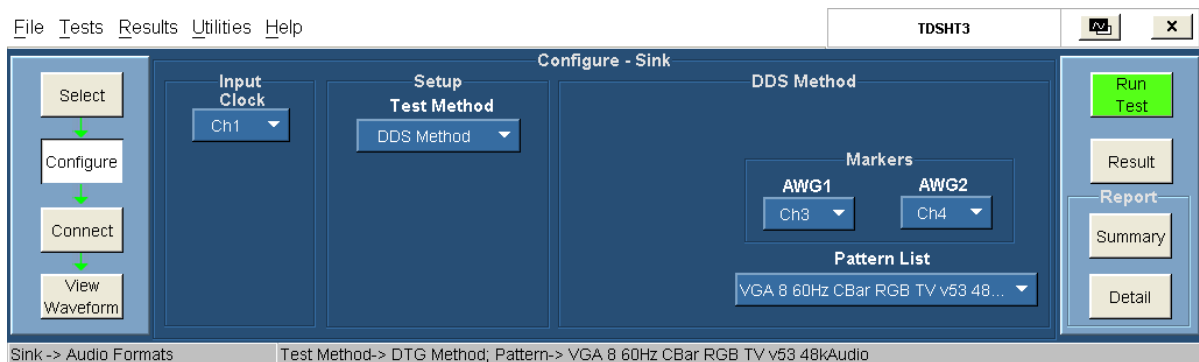 File Tests Results Utilities Help
TDSHT3
x
Configure - Sink
Select
Configure
Connect
View
Waveform
Input
Clock
Ch1
Setup
Test Method
DDS Method
DDS Method
Markers
AWG1 AWG2
Ch3 Ch4
Pattern List
VGA 8 60Hz CBar RGB TV v53 48...
Run
Test
Result
Report
Summary
Detail
Sink -> Audio Formats Test Method-> DTG Method; Pattern-> VGA 8 60Hz CBar RGB TV v53 48kAudio